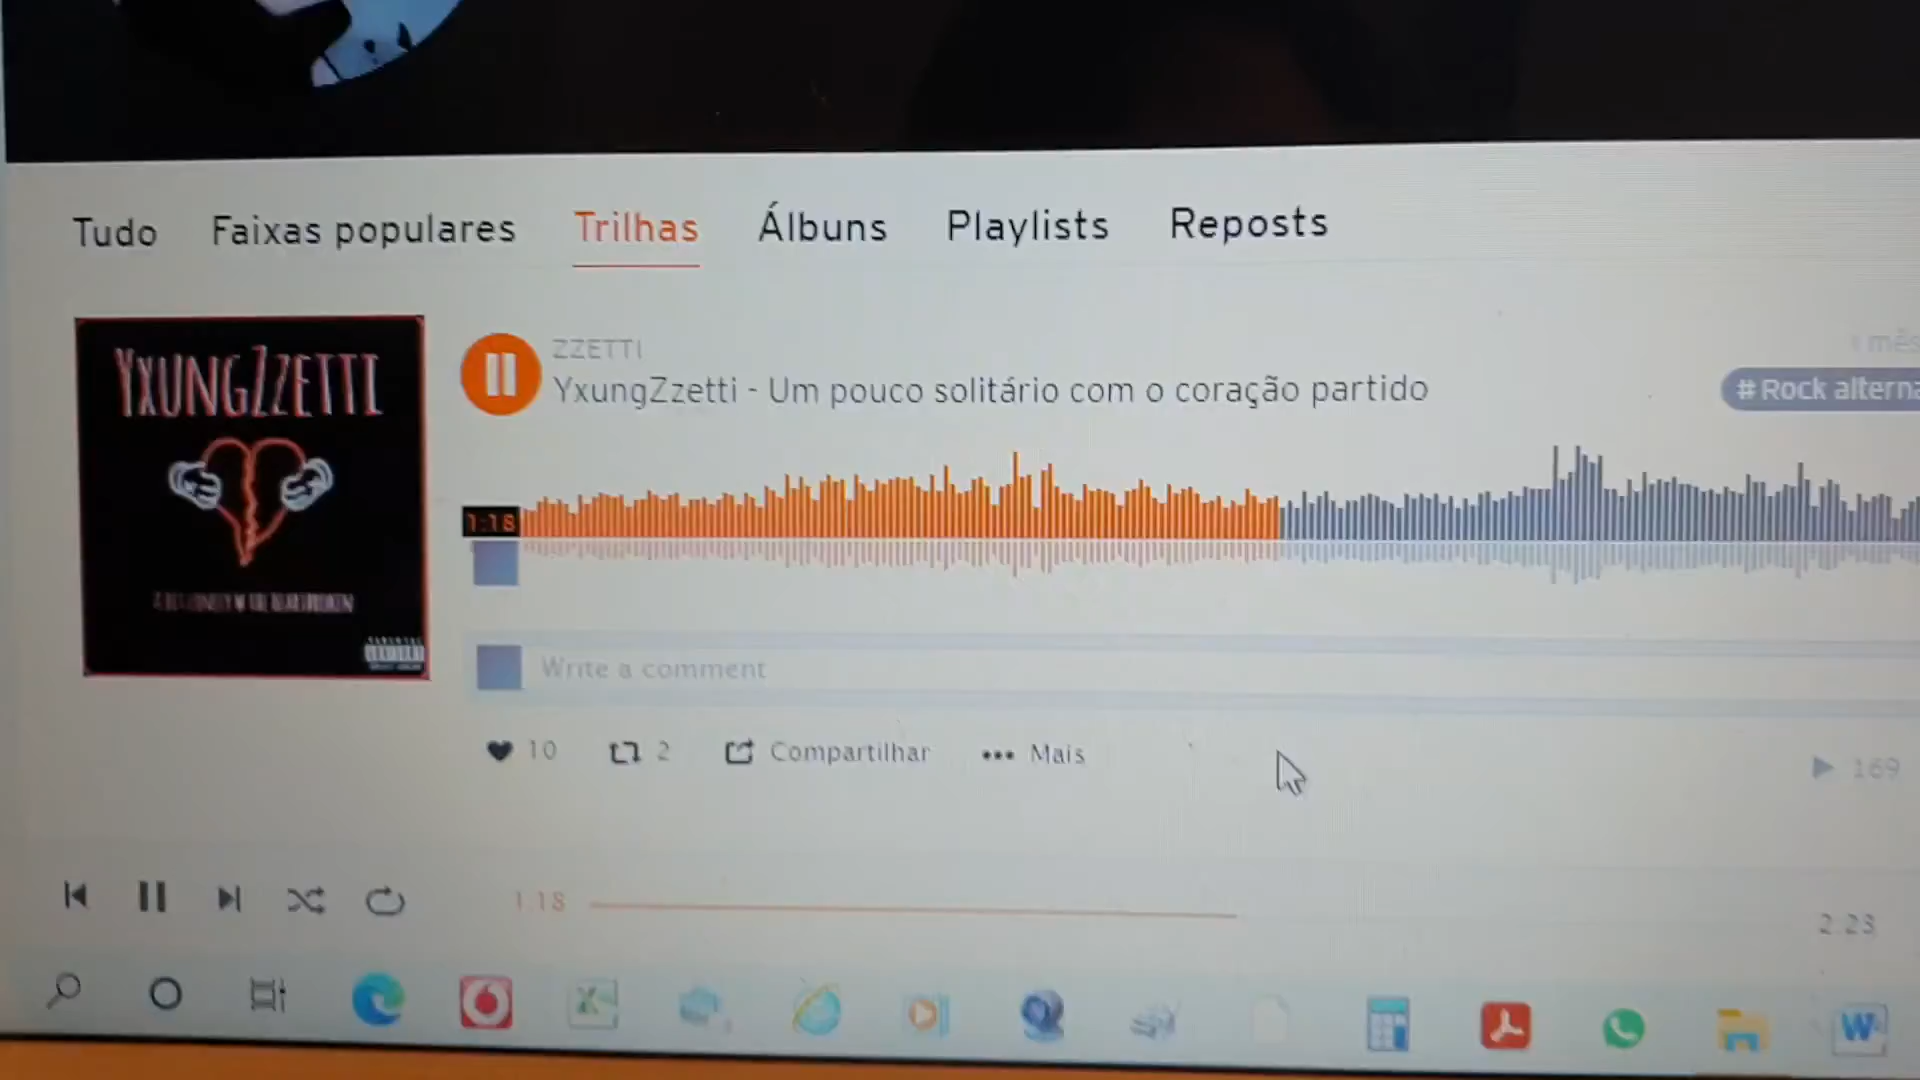 Tudo Faixas populares Trilhas Álbuns Playlists Reposts
YXUNGZZETTI
ZZETTI
YxungZzetti - Um pouco solitário com o coração partido
mês
# Rock alterna
1:18
Write a comment
10 2 Compartilhar Mais
169
1:18
2:23